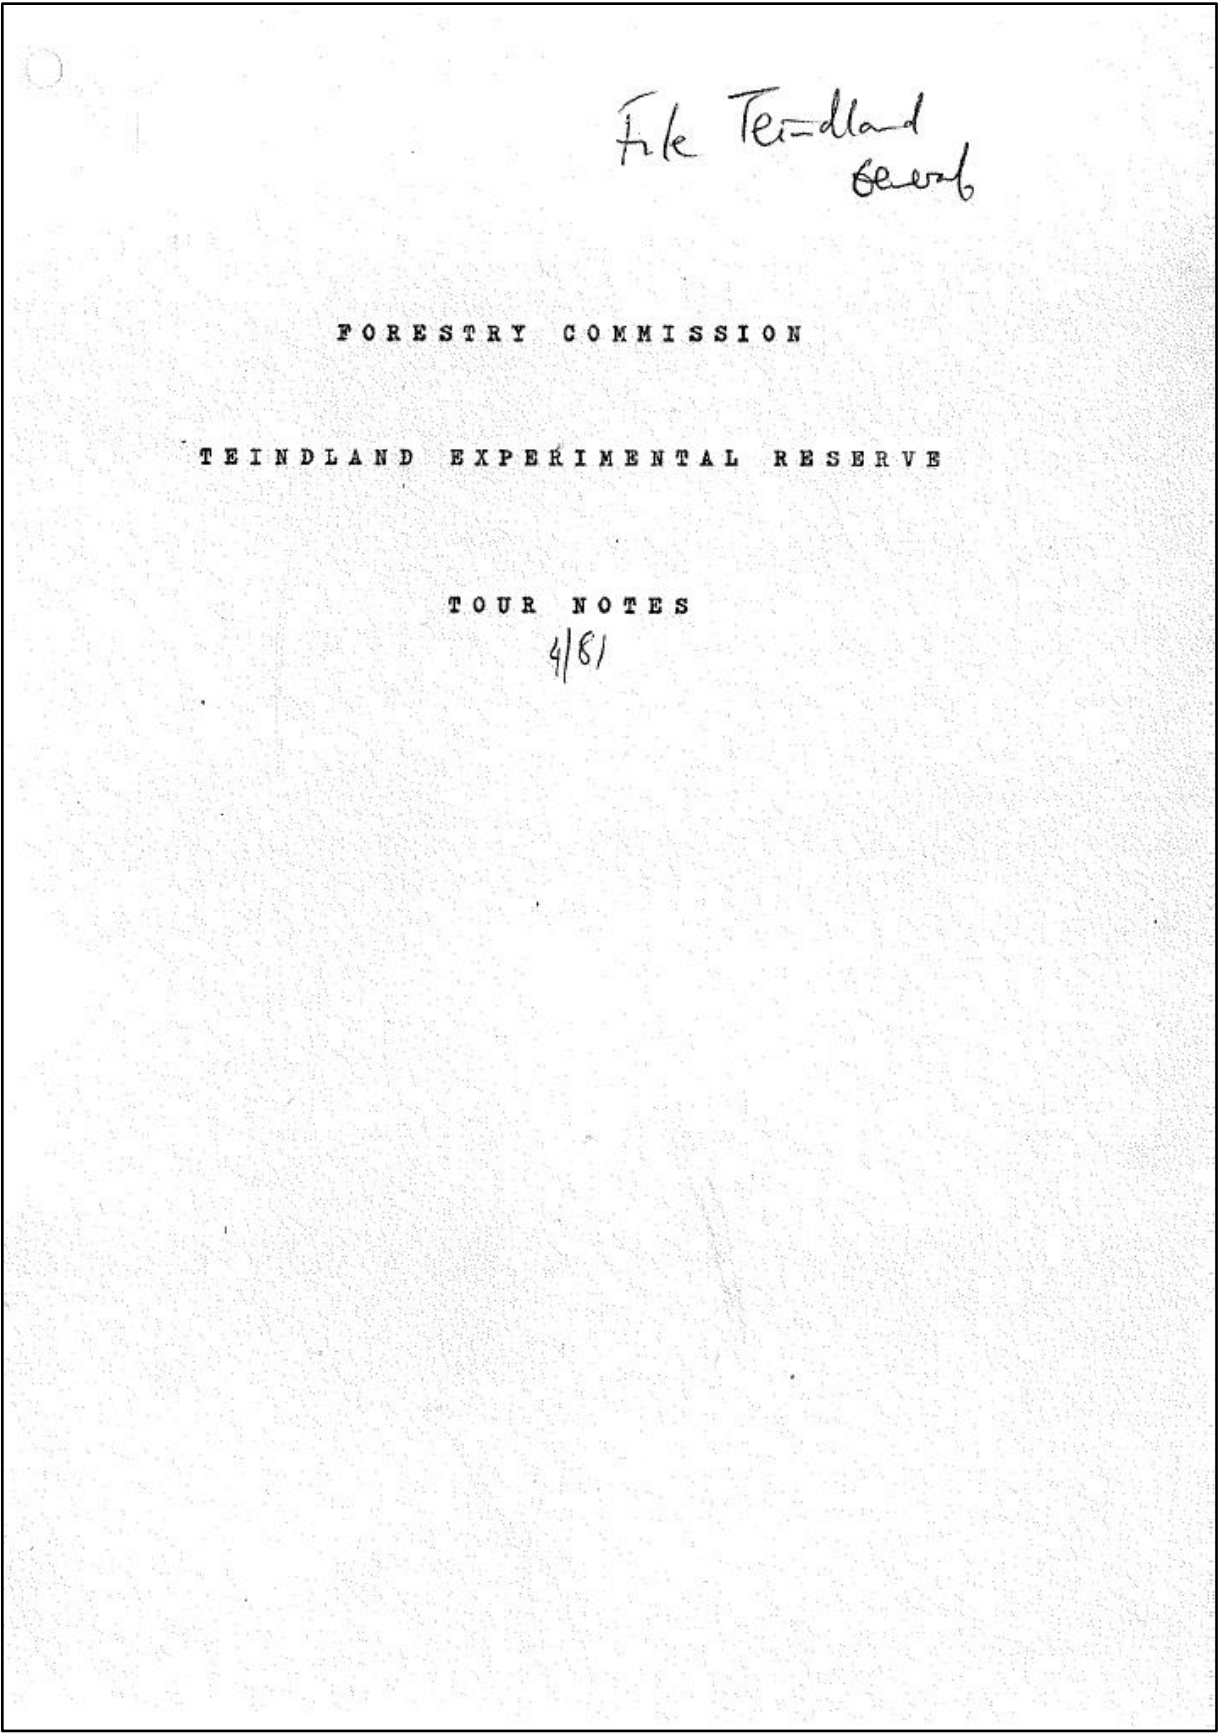 File Teindland
General
FORESTRY COMMISSION
TEINDLAND EXPERIMENTAL RESERVE
TOUR NOTES
4/81